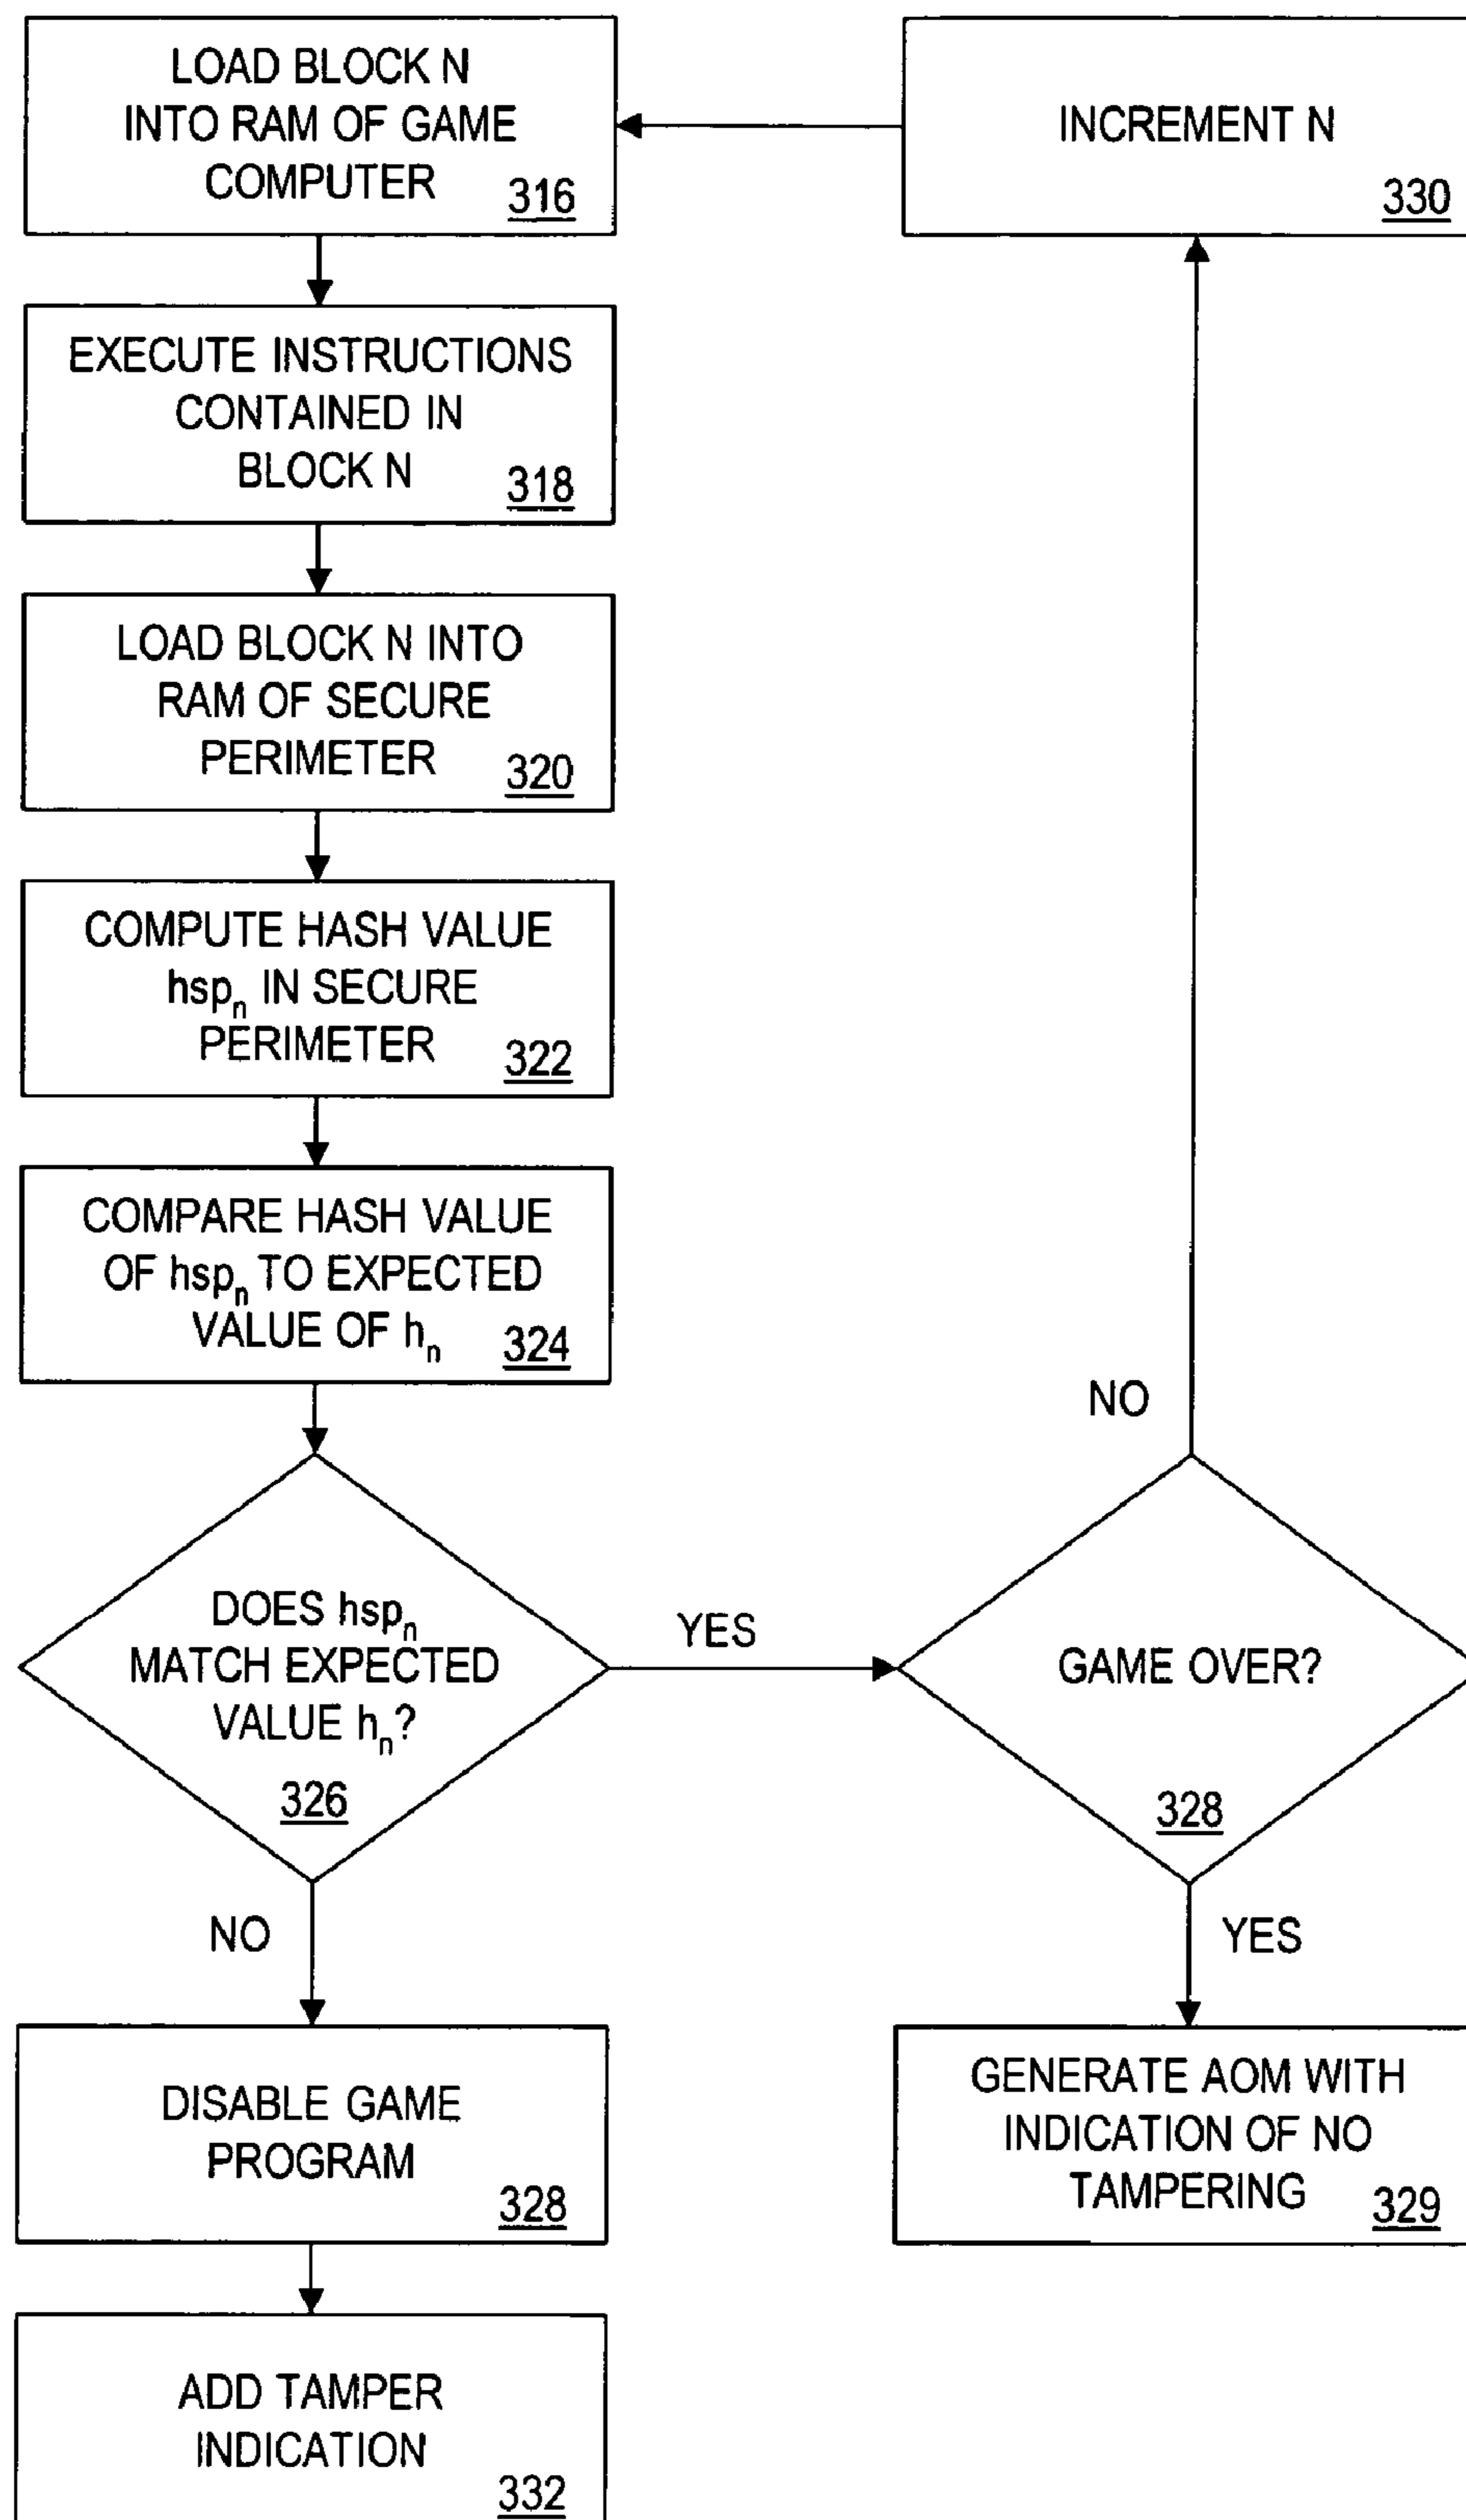 LOAD BLOCK N
INTO RAM OF GAME
COMPUTER
316
INCREMENT N
330
EXECUTE INSTRUCTIONS
CONTAINED IN
BLOCK N
318
LOAD BLOCK N INTO
RAM OF SECURE
PERIMETER
320
COMPUTE HASH VALUE
hspn IN SECURE
PERIMETER
322
COMPARE HASH VALUE
OF hspn TO EXPECTED
VALUE OF hn
324
DOES hspn
MATCH EXPECTED
VALUE hn?
326
YES
NO
GAME OVER?
328
NO
YES
DISABLE GAME
PROGRAM
328
GENERATE AOM WITH
INDICATION OF NO
TAMPERING
329
ADD TAMPER
INDICATION
332